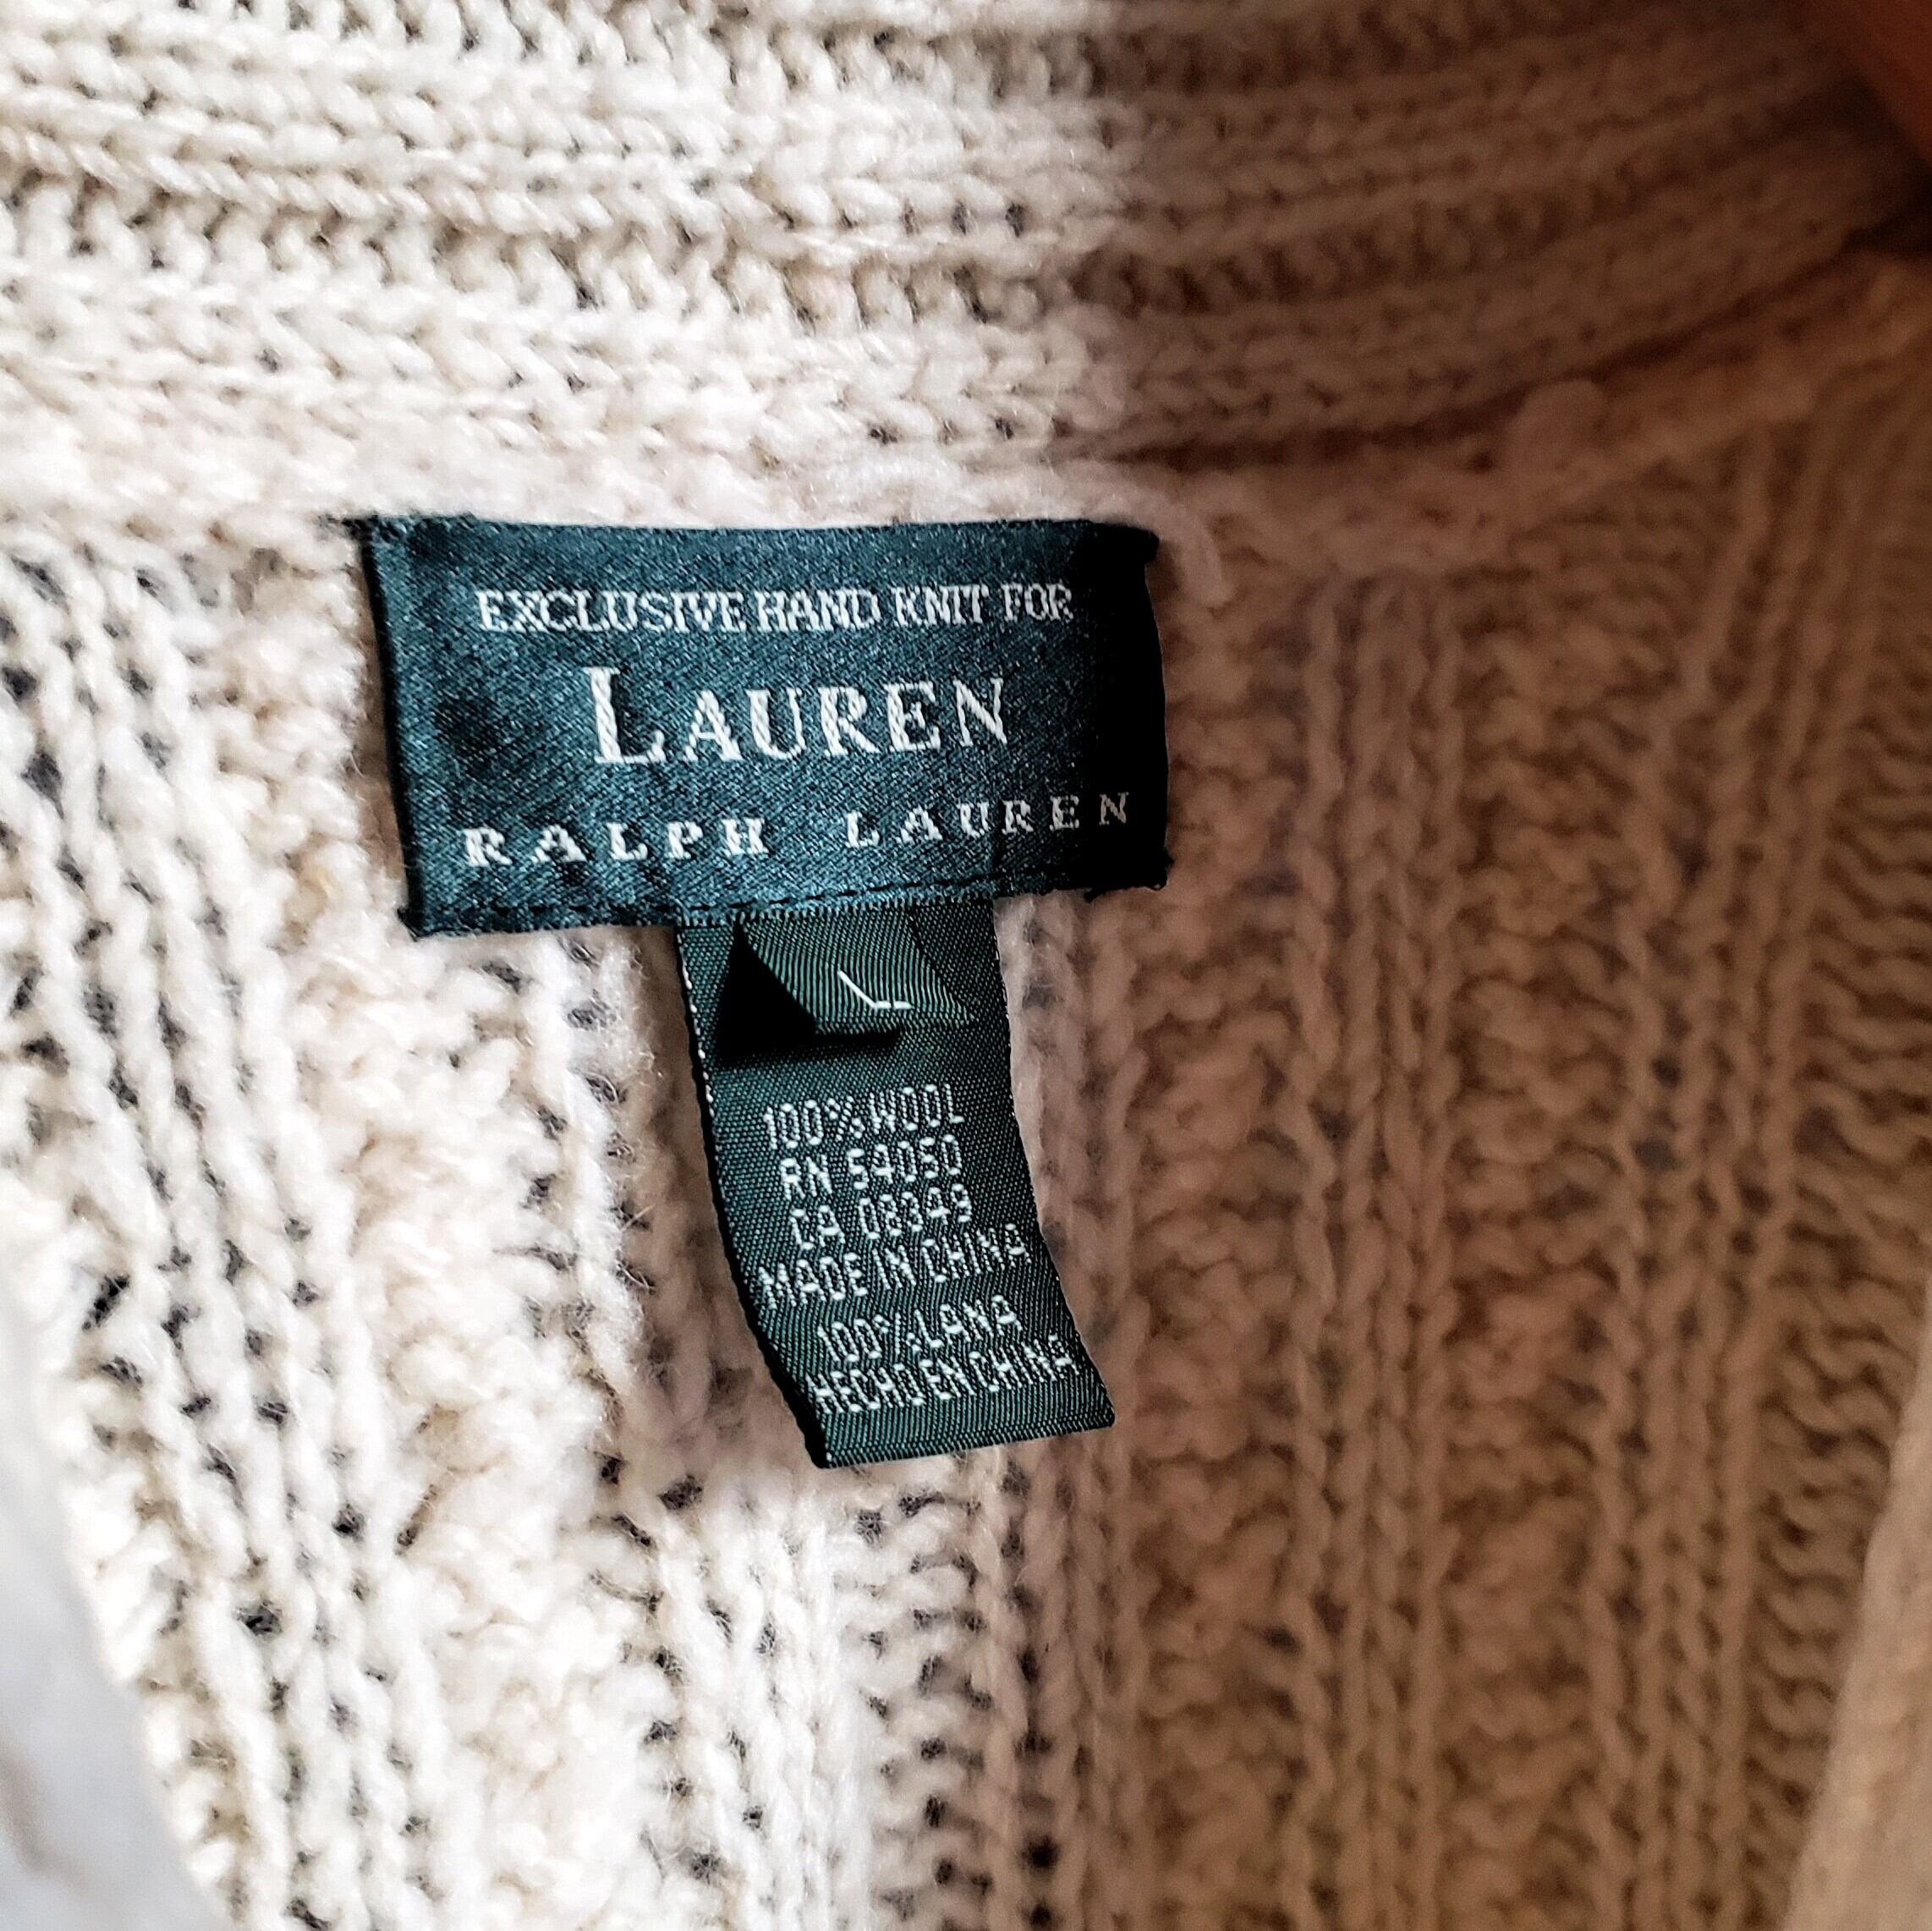 EXCLUSIVE HAND KNIT FOR
LAUREN
RALPH LAUREN
L
100% WOOL
RN 54050
CA 08349
MADE IN CHINA
100% LANA
HECHO EN CHINA